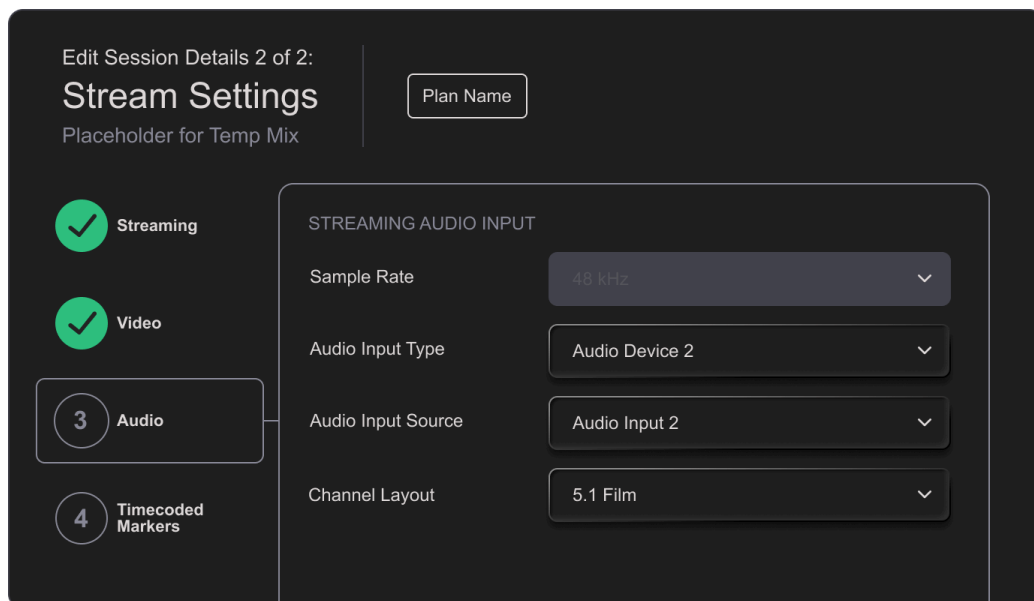 Edit Session Details 2 of 2:
Stream Settings
Placeholder for Temp Mix
Plan Name
Streaming
Video
3 Audio
4 Timecoded
Markers
STREAMING AUDIO INPUT
Sample Rate 48 kHz
Audio Input Type Audio Device 2
Audio Input Source Audio Input 2
Channel Layout 5.1 Film